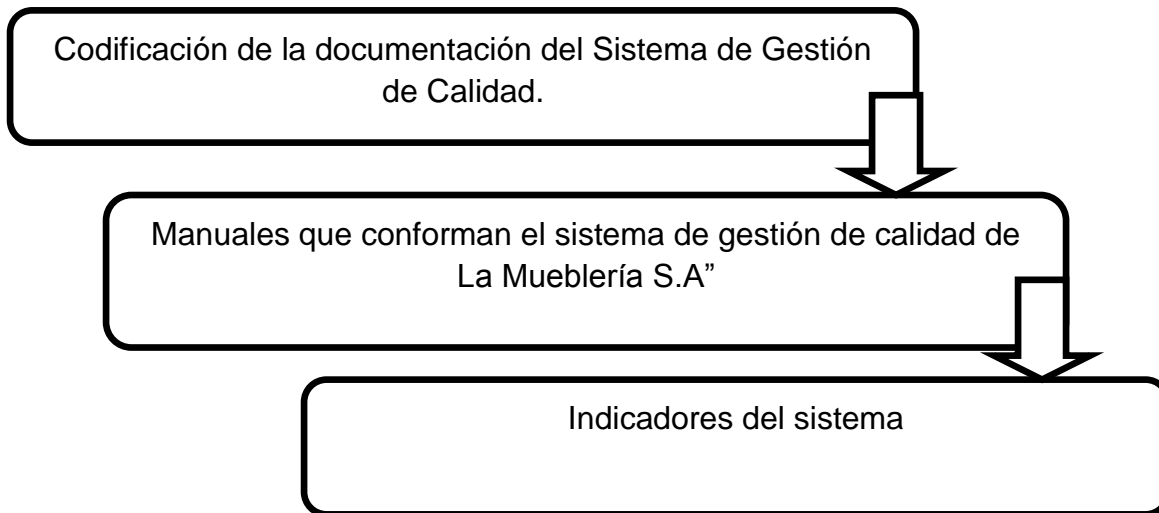 Codificación de la documentación del Sistema de Gestión
de Calidad.
Manuales que conforman el sistema de gestión de calidad de
La Mueblería S.A”
Indicadores del sistema